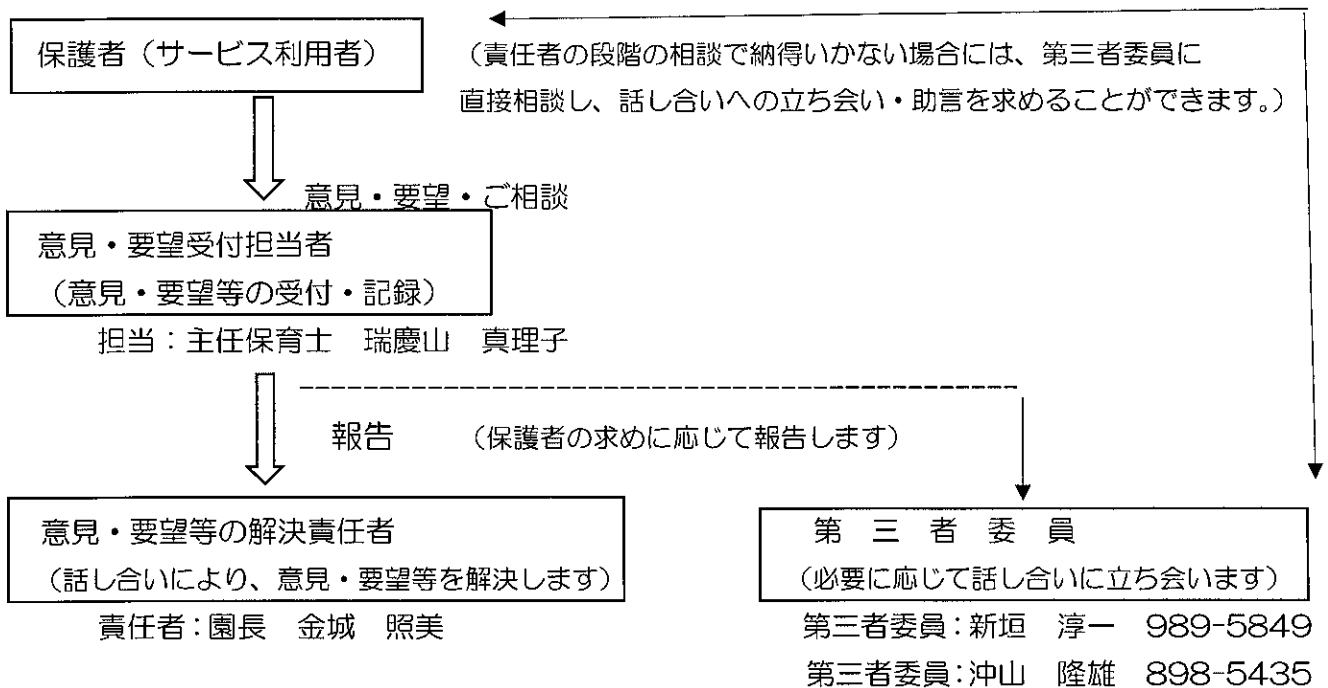 保護者（サービス利用者）
（責任者の段階の相談で納得いかない場合には、第三者委員に
直接相談し、話し合いへの立ち会い・助言を求めることができます。）
意見・要望・ご相談
意見・要望受付担当者
（意見・要望等の受付・記録）
担当：主任保育士　瑞慶山　真理子
報告　（保護者の求めに応じて報告します）
意見・要望等の解決責任者
（話し合いにより、意見・要望等を解決します）
責任者：園長　金城　照美
第　三　者　委　員
（必要に応じて話し合いに立ち会います）
第三者委員：新垣　淳一　989-5849
第三者委員：沖山　隆雄　898-5435